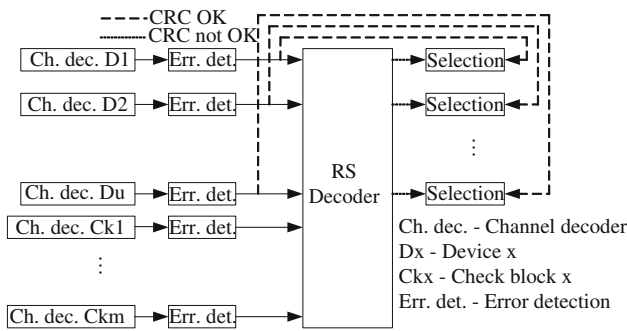 CRC OK
CRC not OK
Ch. dec. D1
Err. det.
Selection
Ch. dec. D2
Err. det.
Selection
⋮
RS
Decoder
Ch. dec. Du
Err. det.
Selection
Ch. dec. Ck1
Err. det.
⋮
Ch. dec. Ckm
Err. det.
Ch. dec. - Channel decoder
Dx - Device x
Ckx - Check block x
Err. det. - Error detection